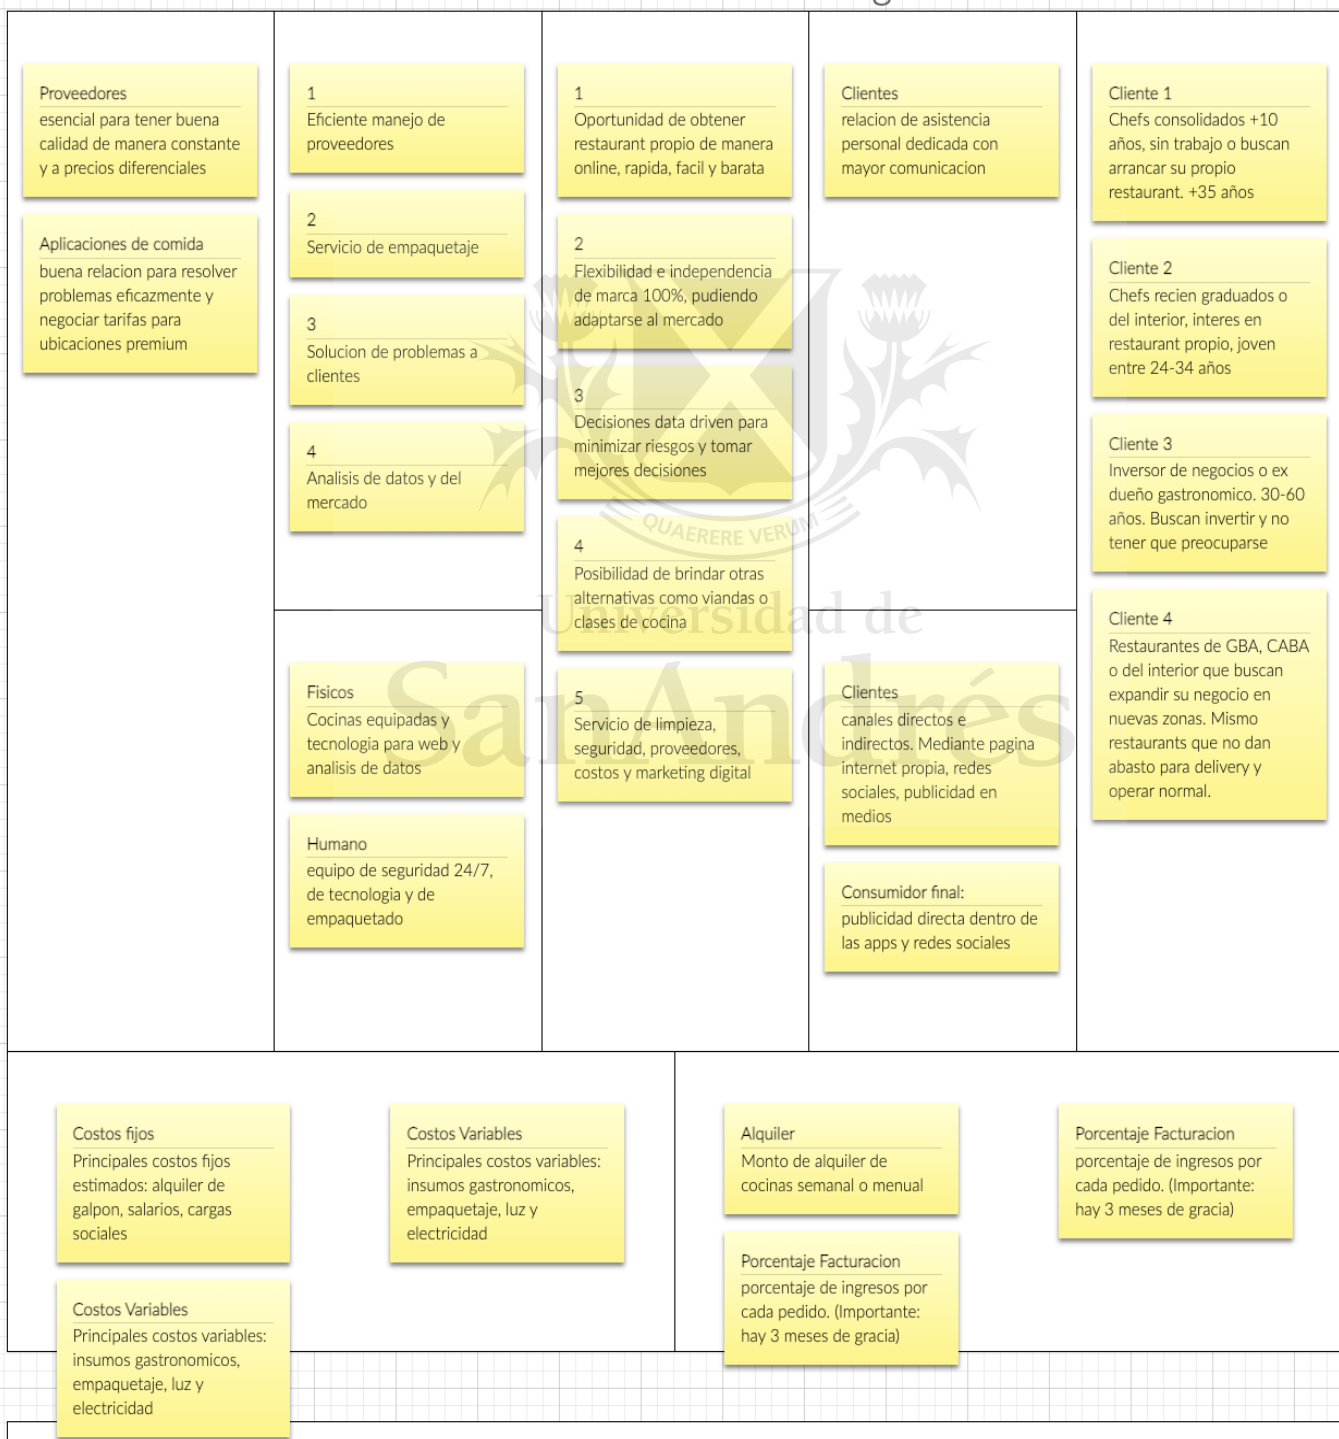 Proveedores
esencial para tener buena
calidad de manera constante
y a precios diferenciales
Aplicaciones de comida
buena relacion para resolver
problemas eficazmente y
negociar tarifas para
ubicaciones premium
1
Eficiente manejo de
proveedores
2
Servicio de empaquetaje
3
Solucion de problemas a
clientes
4
Analisis de datos y del
mercado
Fisicos
Cocinas equipadas y
tecnologia para web y
analisis de datos
Humano
equipo de seguridad 24/7,
de tecnologia y de
empaquetado
1
Oportunidad de obtener
restaurant propio de manera
online, rapida, facil y barata
2
Flexibilidad e independencia
de marca 100%, pudiendo
adaptarse al mercado
3
Decisiones data driven para
minimizar riesgos y tomar
mejores decisiones
4
Posibilidad de brindar otras
alternativas como viandas o
clases de cocina
5
Servicio de limpieza,
seguridad, proveedores,
costos y marketing digital
Clientes
relacion de asistencia
personal dedicada con
mayor comunicacion
Clientes
canales directos e
indirectos. Mediante pagina
internet propia, redes
sociales, publicidad en
medios
Consumidor final:
publicidad directa dentro de
las apps y redes sociales
Cliente 1
Chefs consolidados +10
años, sin trabajo o buscan
arrancar su propio
restaurant. +35 años
Cliente 2
Chefs recien graduados o
del interior, interes en
restaurant propio, joven
entre 24-34 años
Cliente 3
Inversor de negocios o ex
dueño gastronomico. 30-60
años. Buscan invertir y no
tener que preocuparse
Cliente 4
Restaurantes de GBA, CABA
o del interior que buscan
expandir su negocio en
nuevas zonas. Mismo
restaurants que no dan
abasto para delivery y
operar normal.
Costos fijos
Principales costos fijos
estimados: alquiler de
galpon, salarios, cargas
sociales
Costos Variables
Principales costos variables:
insumos gastronomicos,
empaquetaje, luz y
electricidad
Costos Variables
Principales costos variables:
insumos gastronomicos,
empaquetaje, luz y
electricidad
Alquiler
Monto de alquiler de
cocinas semanal o menual
Porcentaje Facturacion
porcentaje de ingresos por
cada pedido. (Importante:
hay 3 meses de gracia)
Porcentaje Facturacion
porcentaje de ingresos por
cada pedido. (Importante:
hay 3 meses de gracia)
QUAERERE VERUM
Universidad de
SanAndrés